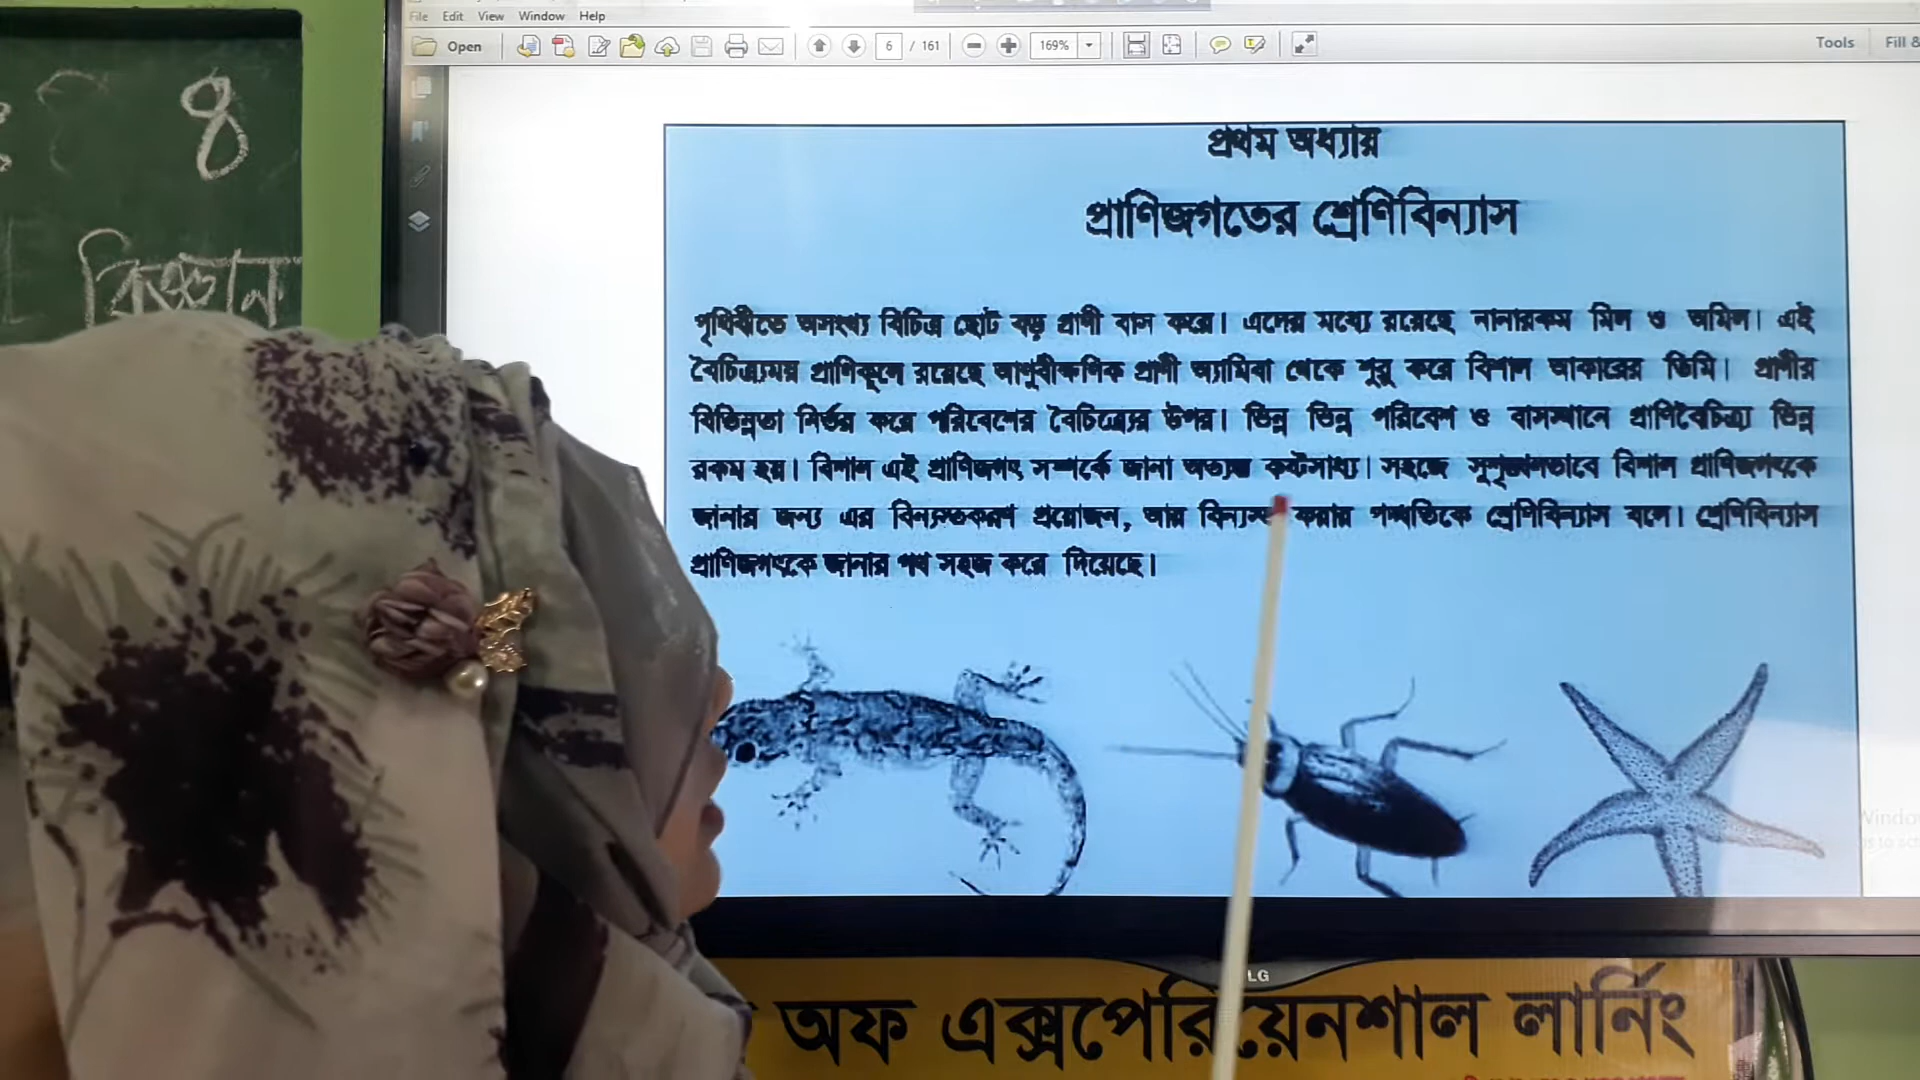 File Edit View Window Help
Open 6 / 161 169% Tools Fill &
8
বিজ্ঞান
প্রথম অধ্যায়
প্রাণিজগতের শ্রেণিবিন্যাস
পৃথিবীতে অসংখ্য বিচিত্র ছোট বড় প্রাণী বাস করে। এদের মধ্যে রয়েছে নানারকম মিল ও অমিল। এই
বৈচিত্র্যময় প্রাণিকুলে রয়েছে আণুবীক্ষণিক প্রাণী অ্যামিবা থেকে শুরু করে বিশাল আকারের তিমি। প্রাণীর
বিভিন্নতা নির্ভর করে পরিবেশের বৈচিত্র্যের উপর। ভিন্ন ভিন্ন পরিবেশ ও বাসস্থানে প্রাণিবৈচিত্র্য ভিন্ন
রকম হয়। বিশাল এই প্রাণিজগৎ সম্পর্কে জানা অত্যন্ত কষ্টসাধ্য। সহজে সুশৃঙ্খলভাবে বিশাল প্রাণিজগৎকে
জানার জন্য এর বিন্যস্তকরণ প্রয়োজন, আর বিন্যস্ত করার পদ্ধতিকে শ্রেণিবিন্যাস বলে। শ্রেণিবিন্যাস
প্রাণিজগৎকে জানার পথ সহজ করে দিয়েছে।
LG
অফ এক্সপেরিয়েনশাল লার্নিং